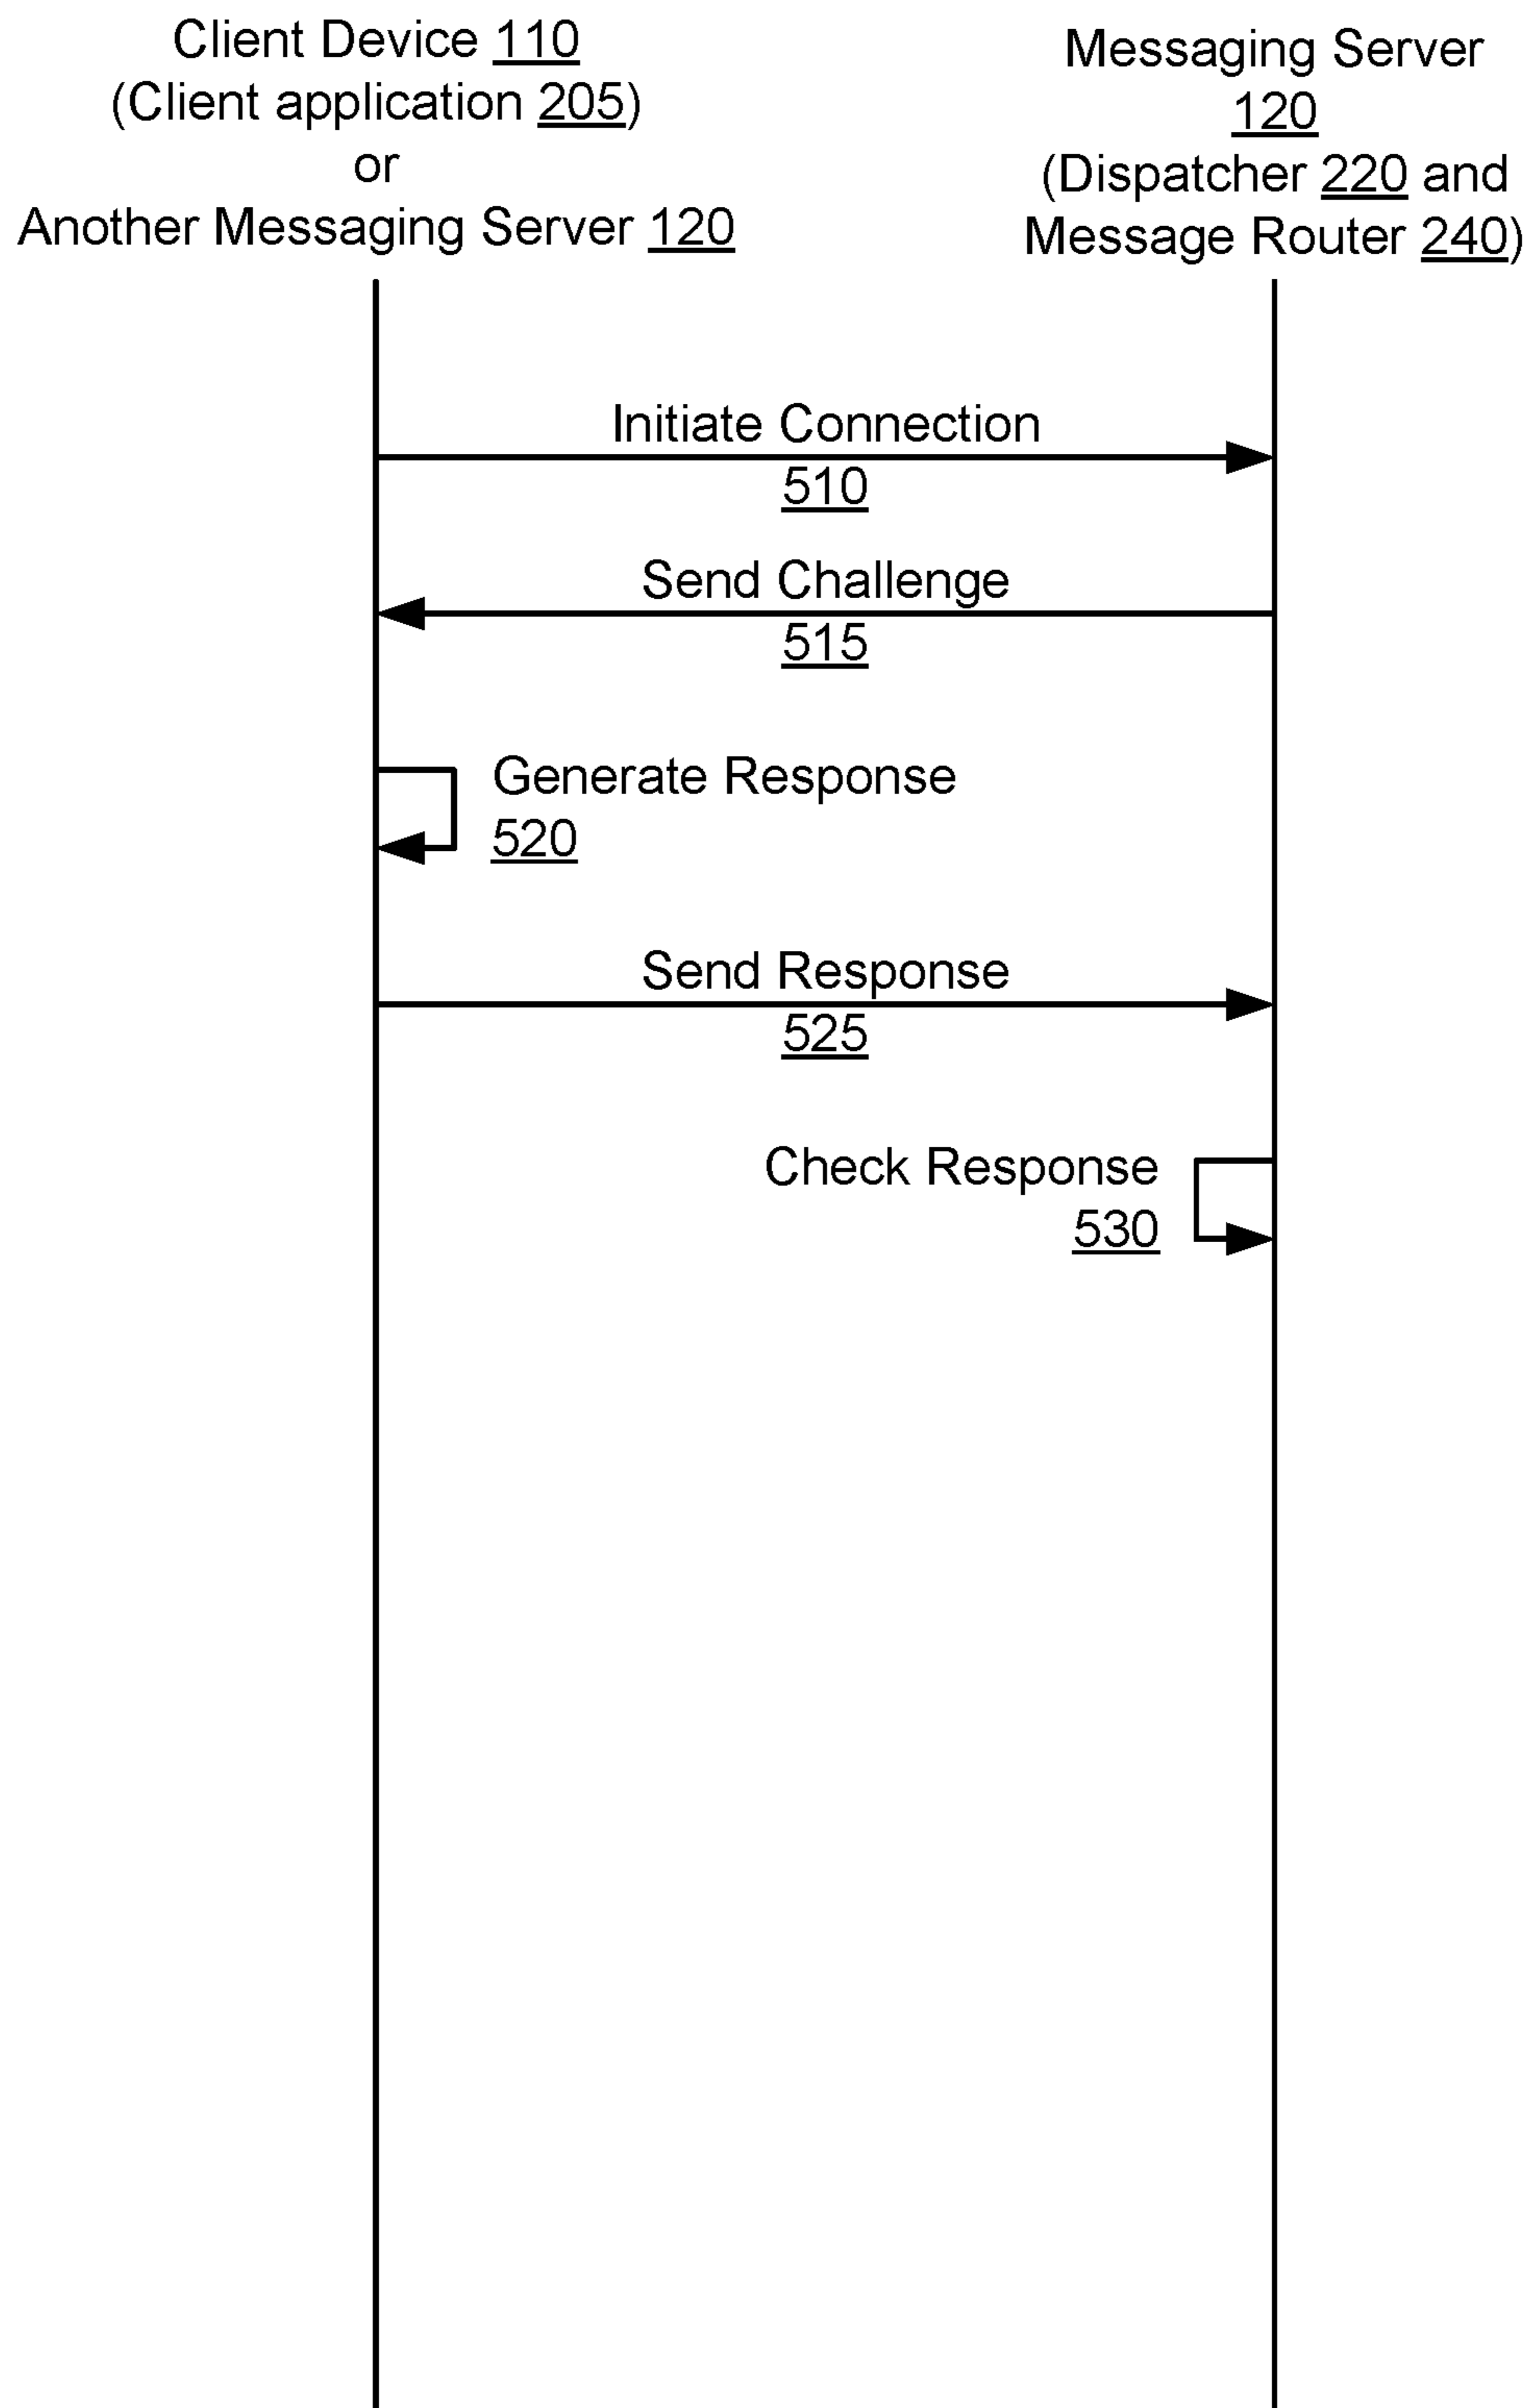 Client Device 110
(Client application 205)
or
Another Messaging Server 120
Messaging Server
120
(Dispatcher 220 and
Message Router 240)
Initiate Connection
510
Send Challenge
515
Generate Response
520
Send Response
525
Check Response
530